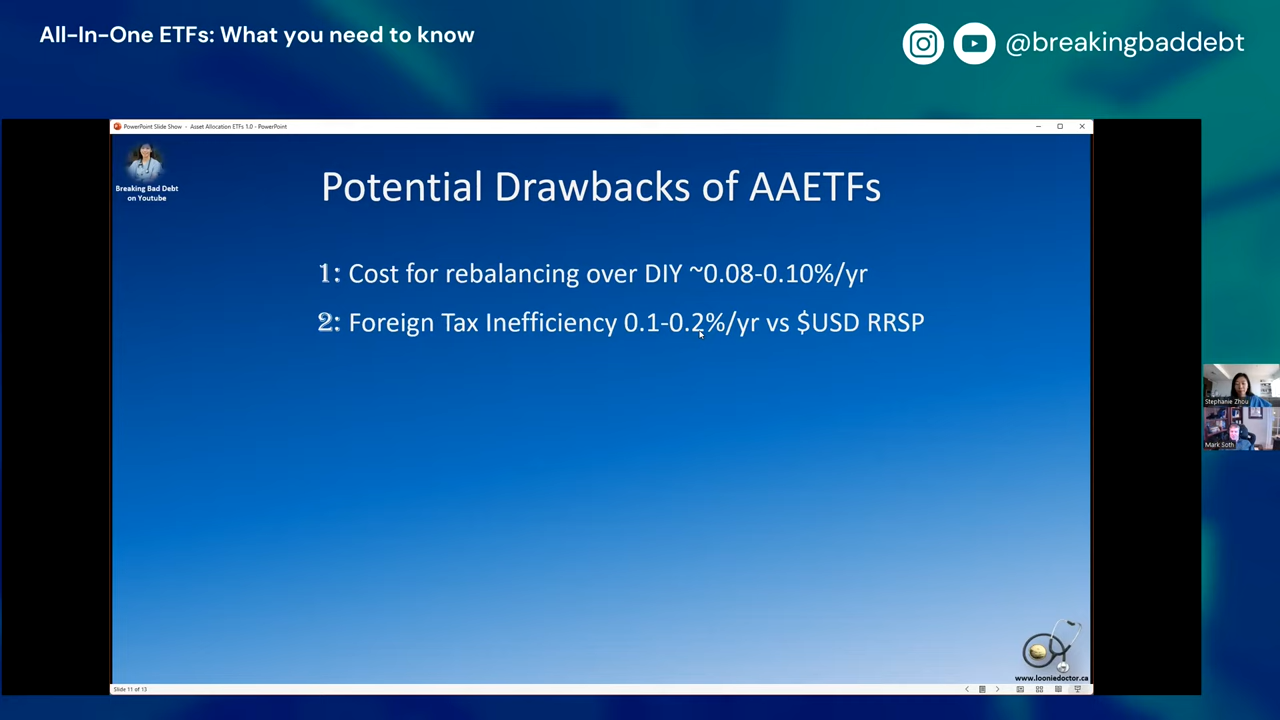 All-In-One ETFs: What you need to know
@breakingbaddebt
PowerPoint Slide Show - Asset Allocation ETFs 1.0 - PowerPoint
Breaking Bad Debt
on Youtube
Potential Drawbacks of AAETFs
1: Cost for rebalancing over DIY ~0.08-0.10%/yr
2: Foreign Tax Inefficiency 0.1-0.2%/yr vs $USD RRSP
Stephanie Zhou
Mark Soth
www.looniedoctor.ca
Slide 11 of 13